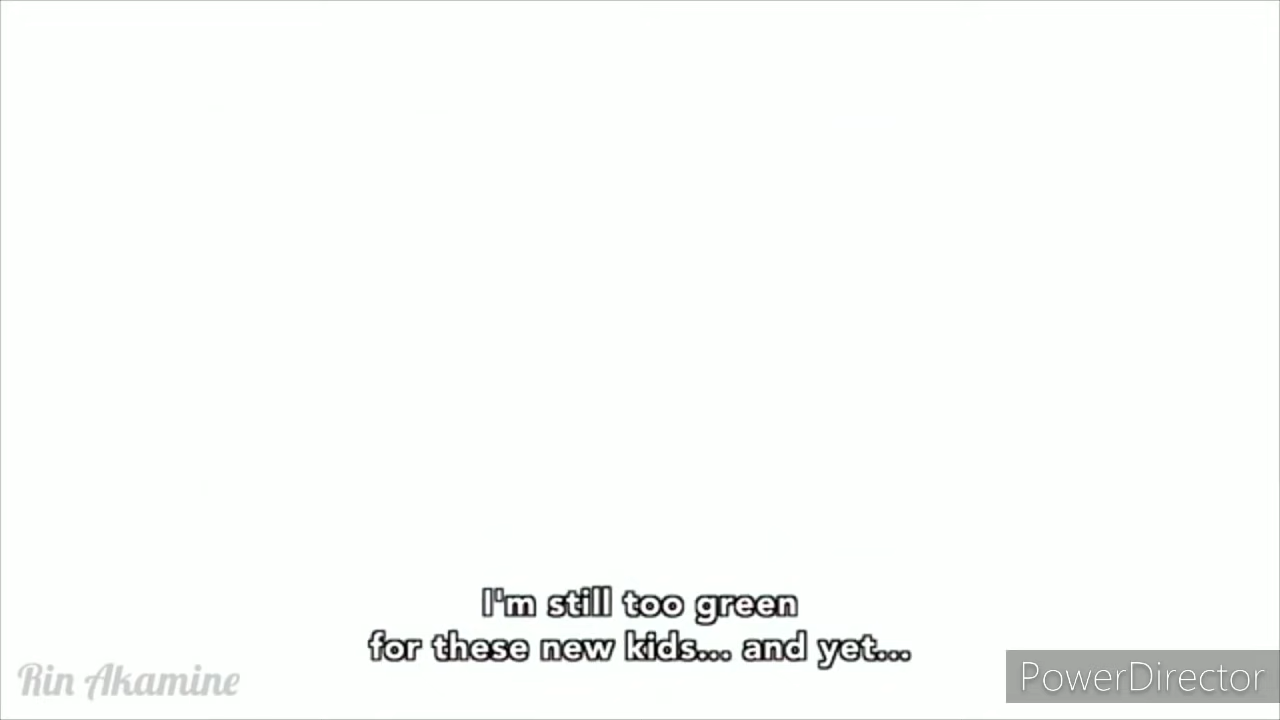 I'm still too green
for these new kids... and yet...
Rin Akamine
PowerDirector